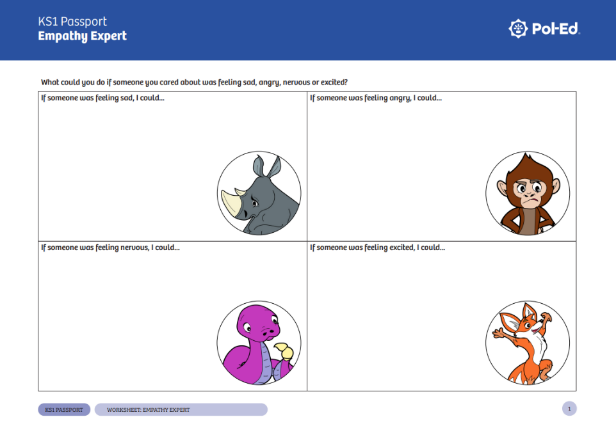 KS1 Passport
Empathy Expert
Pol-Ed
What could you do if someone you cared about was feeling sad, angry, nervous or excited?
If someone was feeling sad, I could...
If someone was feeling angry, I could...
If someone was feeling nervous, I could...
If someone was feeling excited, I could...
KS1 PASSPORT
WORKSHEET: EMPATHY EXPERT
1